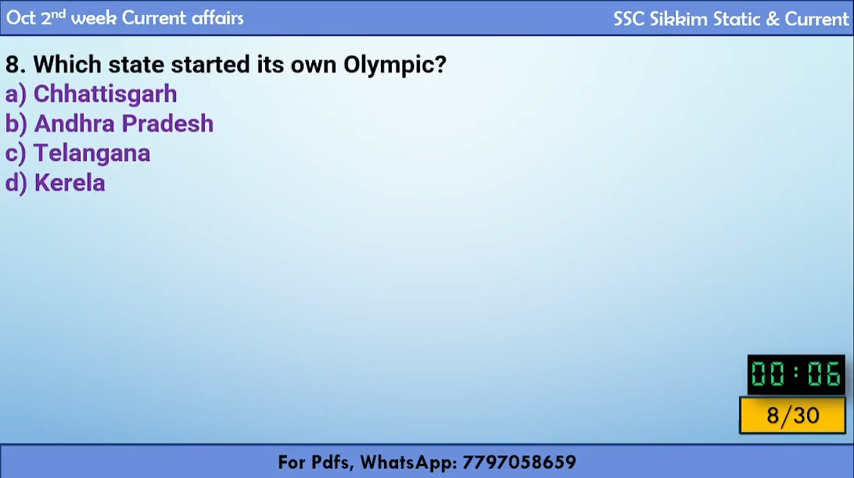 Oct 2nd week Current affairs
SSC Sikkim Static & Current
8. Which state started its own Olympic?
a) Chhattisgarh
b) Andhra Pradesh
c) Telangana
d) Kerela
00:06
8/30
For Pdfs, WhatsApp: 7797058659